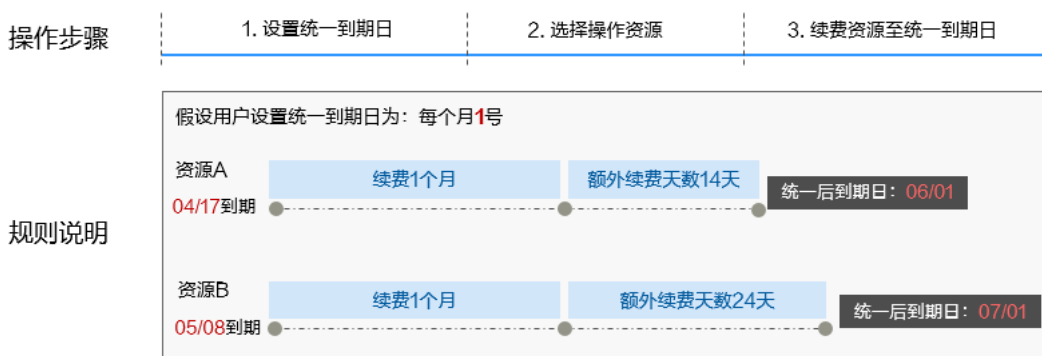 操作步骤
1. 设置统一到期日
2. 选择操作资源
3. 续费资源至统一到期日
规则说明
假设用户设置统一到期日为：每个月1号
资源A
续费1个月
额外续费天数14天
04/17到期
统一后到期日：06/01
资源B
续费1个月
额外续费天数24天
05/08到期
统一后到期日：07/01